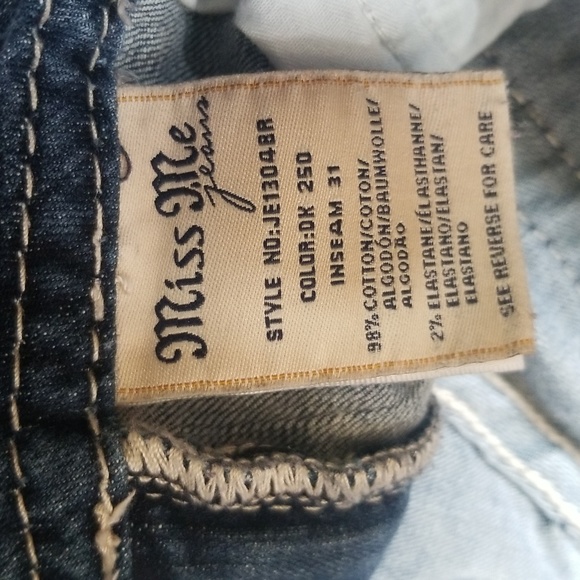 Miss Me
jeans
STYLE NO:JE1304BR
COLOR:DK 250
INSEAM 31
98% COTTON/COTON/
ALGODÓN/BAUMWOLLE/
ALGODÃO
2% ELASTANE/ÉLASTHANNE/
ELASTANO/ELASTAN/
ELASTANO
SEE REVERSE FOR CARE